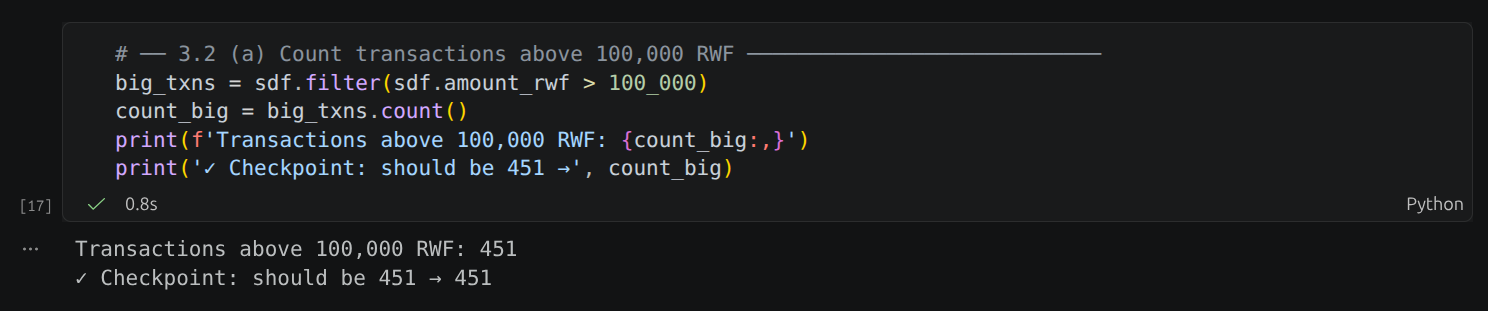 # ── 3.2 (a) Count transactions above 100,000 RWF ────────────────────────────
big_txns = sdf.filter(sdf.amount_rwf > 100_000)
count_big = big_txns.count()
print(f'Transactions above 100,000 RWF: {count_big:,}')
print('✓ Checkpoint: should be 451 →', count_big)
[17] ✓ 0.8s Python
... Transactions above 100,000 RWF: 451
✓ Checkpoint: should be 451 → 451